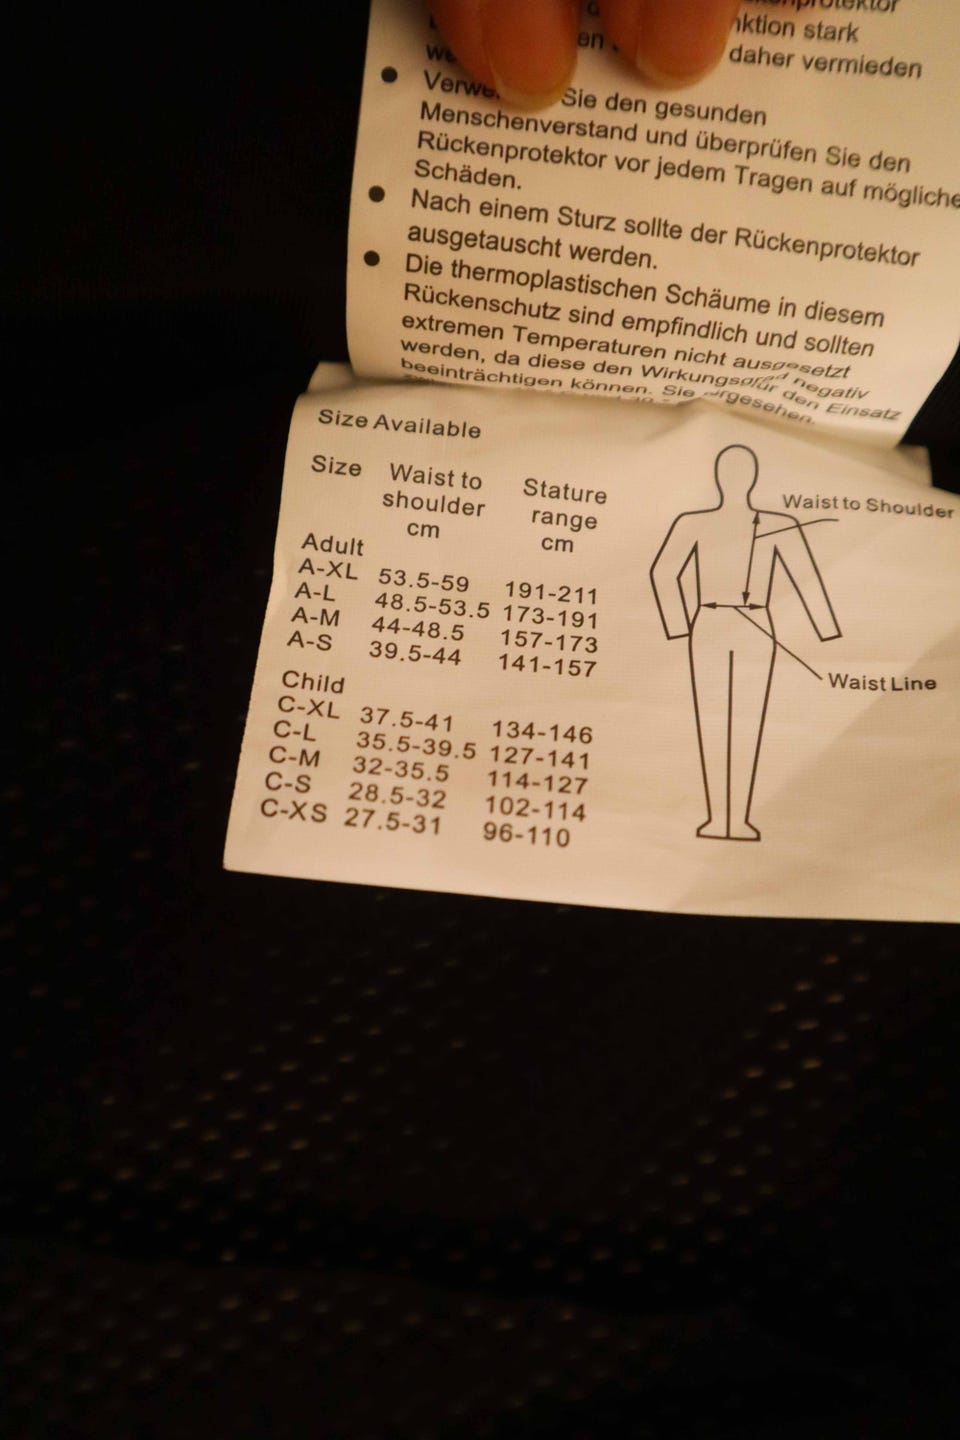 nktion stark
daher vermieden
• Sie den gesunden
Menschenverstand und überprüfen Sie den
Rückenprotektor vor jedem Tragen auf mögliche
Schäden.
• Nach einem Sturz sollte der Rückenprotektor
ausgetauscht werden.
• Die thermoplastischen Schäume in diesem
Rückenschutz sind empfindlich und sollten
extremen Temperaturen nicht ausgesetzt
werden, da diese den negativ
beeinträchtigen können. Sie für den Einsatz
Size Available
Size Waist to shoulder cm Stature range cm
Adult
A-XL 53.5-59 191-211
A-L 48.5-53.5 173-191
A-M 44-48.5 157-173
A-S 39.5-44 141-157
Child
C-XL 37.5-41 134-146
C-L 35.5-39.5 127-141
C-M 32-35.5 114-127
C-S 28.5-32 102-114
C-XS 27.5-31 96-110
Waist to Shoulder
Waist Line